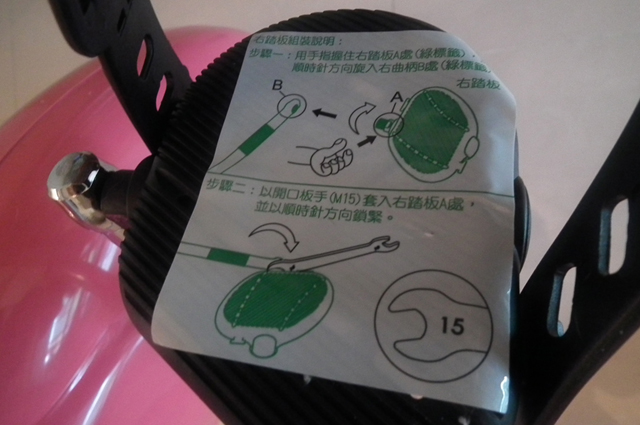 右踏板組裝說明：
步驟一：用手指握住右踏板A處(綠標籤)，
順時針方向旋入右曲柄B處(綠標籤)
右踏板
B
A
步驟二：以開口板手(M15)套入右踏板A處，
並以順時針方向鎖緊。
15